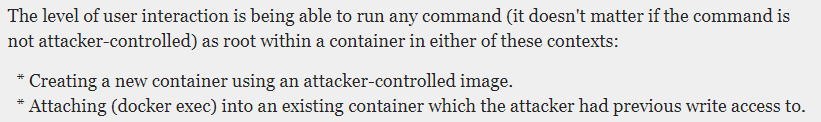 The level of user interaction is being able to run any command (it doesn't matter if the command is
not attacker-controlled) as root within a container in either of these contexts:
* Creating a new container using an attacker-controlled image.
* Attaching (docker exec) into an existing container which the attacker had previous write access to.